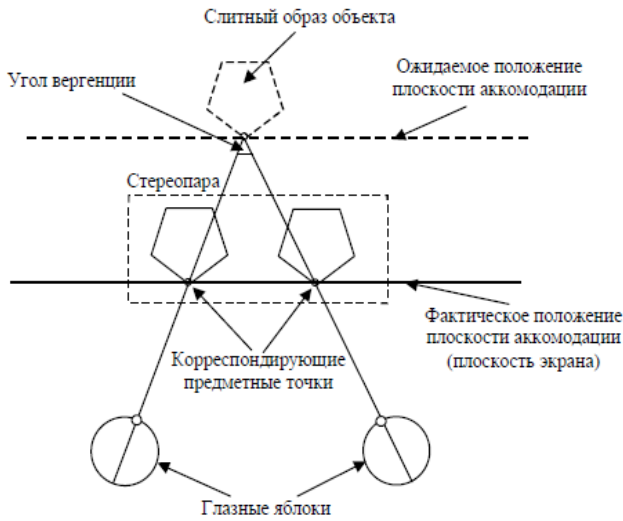 Слитный образ объекта
Угол вергенции
Ожидаемое положение
плоскости аккомодации
Стереопара
Фактическое положение
плоскости аккомодации
(плоскость экрана)
Корреспондирующие
предметные точки
Глазные яблоки